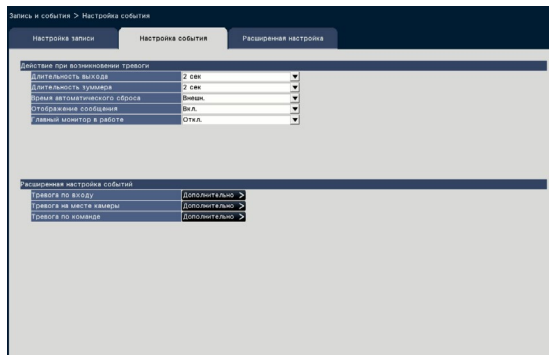 Запись и события > Настройка события
Настройка записи Настройка события Расширенная настройка
Действие при возникновении тревоги
Длительность выхода 2 сек
Длительность зуммера 2 сек
Время автоматического сброса Внешн.
Отображение сообщения Вкл.
Главный монитор в работе Откл.
Расширенная настройка событий
Тревога по входу Дополнительно >
Тревога на месте камеры Дополнительно >
Тревога по команде Дополнительно >